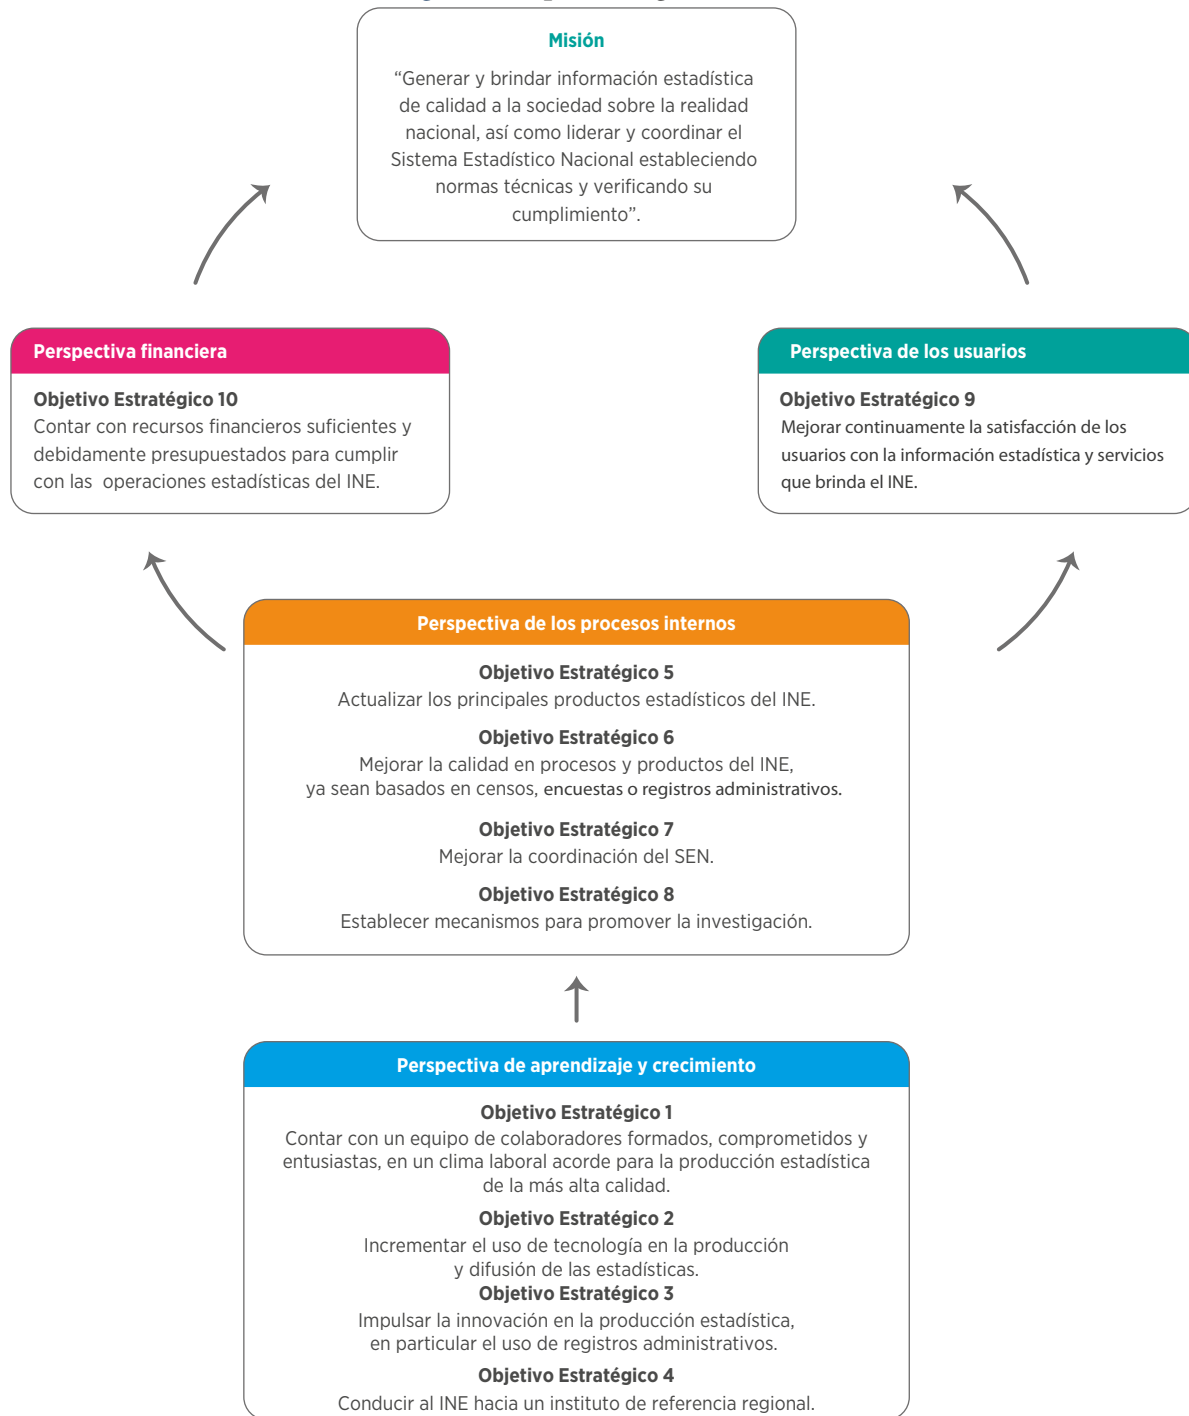 Misión
“Generar y brindar información estadística
de calidad a la sociedad sobre la realidad
nacional, así como liderar y coordinar el
Sistema Estadístico Nacional estableciendo
normas técnicas y verificando su
cumplimiento”.
Perspectiva financiera
Objetivo Estratégico 10
Contar con recursos financieros suficientes y
debidamente presupuestados para cumplir
con las operaciones estadísticas del INE.
Perspectiva de los usuarios
Objetivo Estratégico 9
Mejorar continuamente la satisfacción de los
usuarios con la información estadística y servicios
que brinda el INE.
Perspectiva de los procesos internos
Objetivo Estratégico 5
Actualizar los principales productos estadísticos del INE.
Objetivo Estratégico 6
Mejorar la calidad en procesos y productos del INE,
ya sean basados en censos, encuestas o registros administrativos.
Objetivo Estratégico 7
Mejorar la coordinación del SEN.
Objetivo Estratégico 8
Establecer mecanismos para promover la investigación.
Perspectiva de aprendizaje y crecimiento
Objetivo Estratégico 1
Contar con un equipo de colaboradores formados, comprometidos y
entusiastas, en un clima laboral acorde para la producción estadística
de la más alta calidad.
Objetivo Estratégico 2
Incrementar el uso de tecnología en la producción
y difusión de las estadísticas.
Objetivo Estratégico 3
Impulsar la innovación en la producción estadística,
en particular el uso de registros administrativos.
Objetivo Estratégico 4
Conducir al INE hacia un instituto de referencia regional.